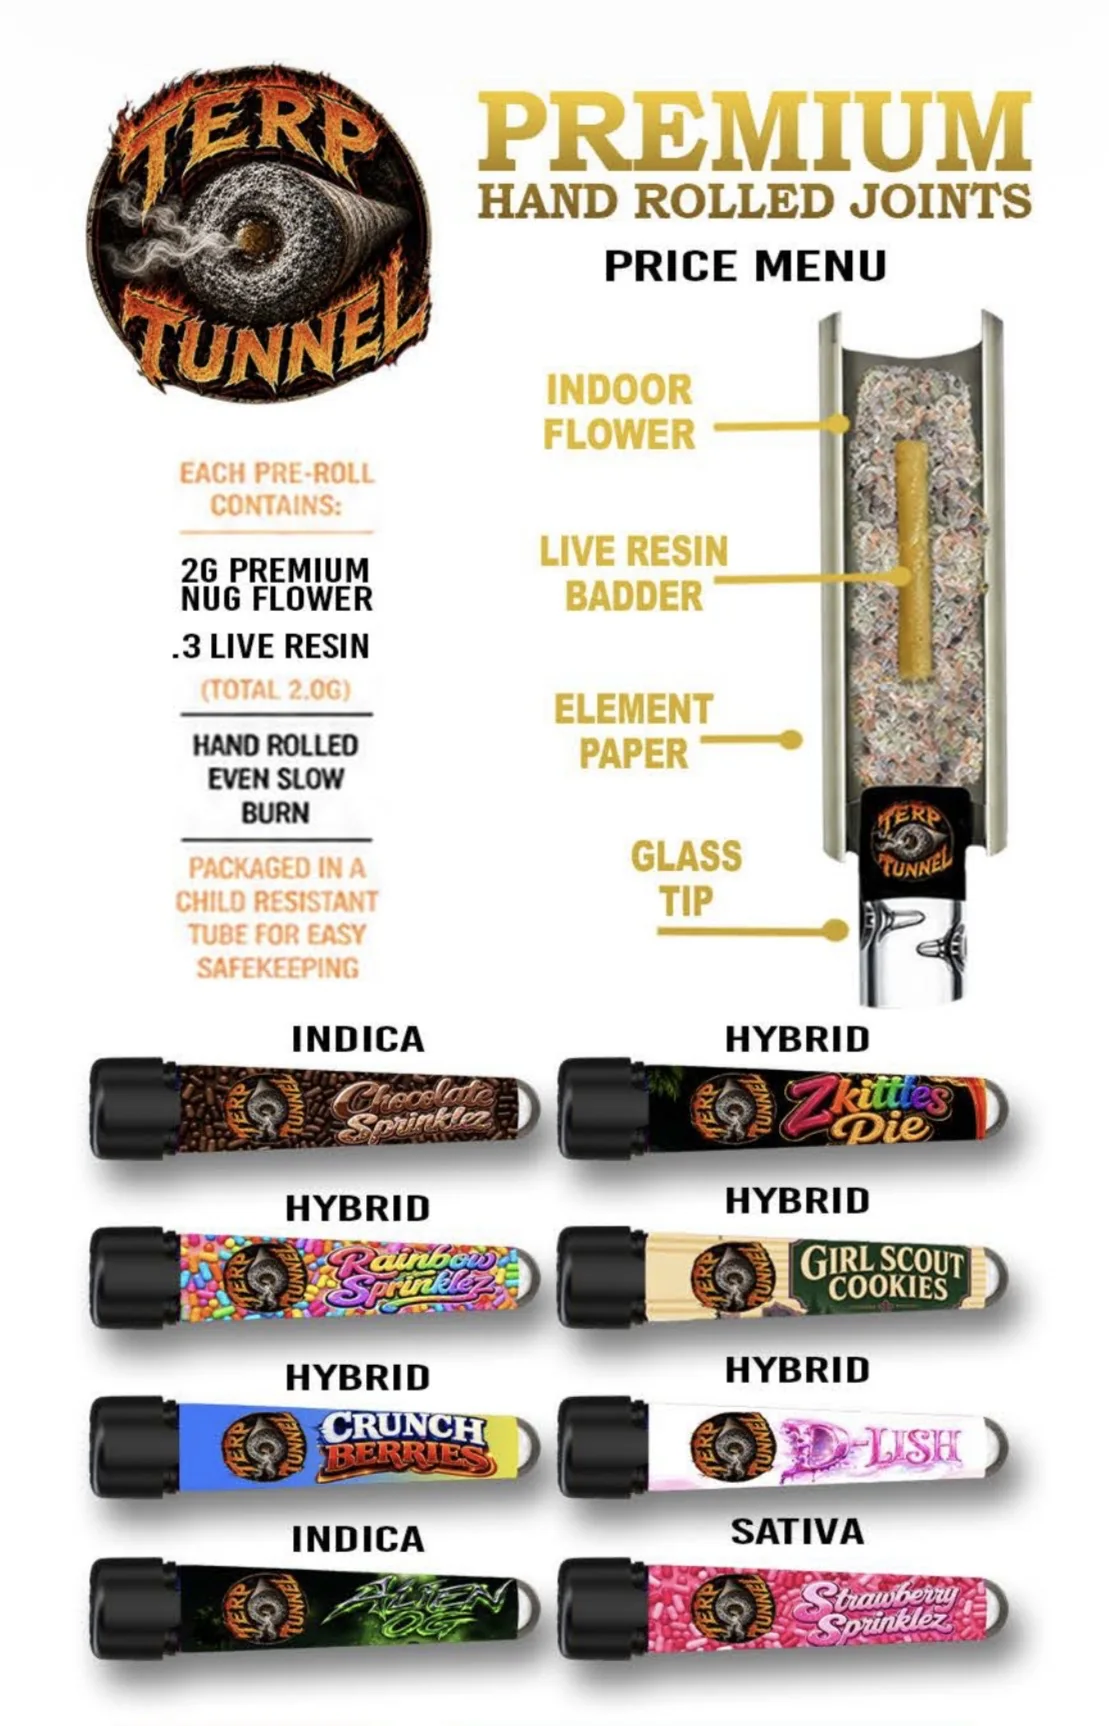 TERP
TUNNEL
PREMIUM
HAND ROLLED JOINTS
PRICE MENU
EACH PRE-ROLL
CONTAINS:
2G PREMIUM
NUG FLOWER
.3 LIVE RESIN
(TOTAL 2.0G)
HAND ROLLED
EVEN SLOW
BURN
PACKAGED IN A
CHILD RESISTANT
TUBE FOR EASY
SAFEKEEPING
INDOOR
FLOWER
LIVE RESIN
BADDER
ELEMENT
PAPER
GLASS
TIP
TERP
TUNNEL
INDICA
TERP
TUNNEL
Chocolate
Sprinklez
HYBRID
TERP
TUNNEL
Zkittles
Pie
HYBRID
TERP
TUNNEL
Rainbow
Sprinklez
HYBRID
TERP
TUNNEL
GIRL SCOUT
COOKIES
HYBRID
TERP
TUNNEL
CRUNCH
BERRIES
HYBRID
TERP
TUNNEL
D-LISH
INDICA
TERP
TUNNEL
ALIEN
OG
SATIVA
TERP
TUNNEL
Strawberry
Sprinklez